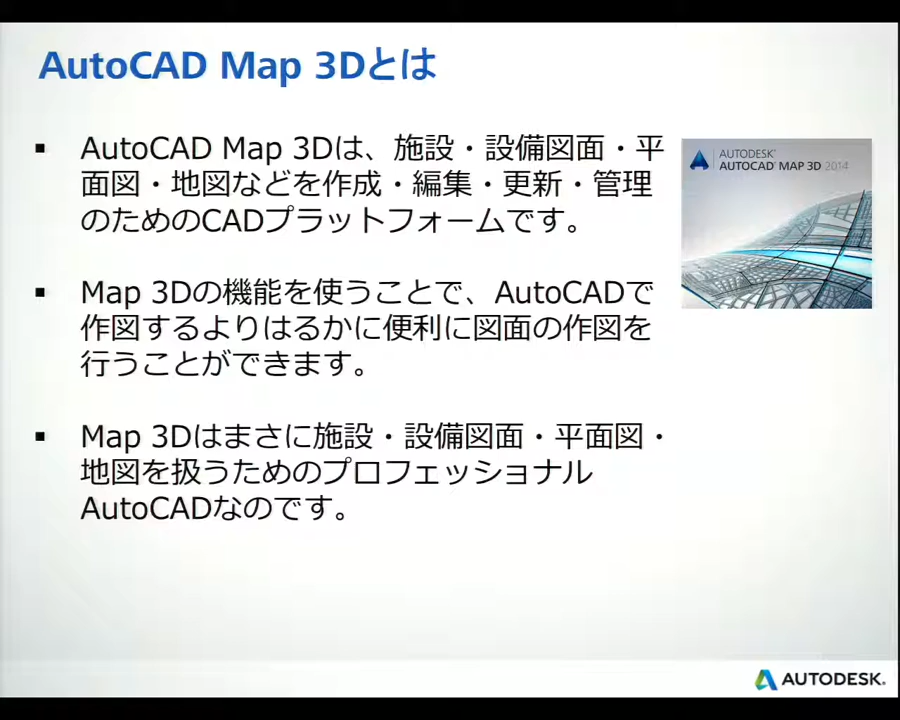 AutoCAD Map 3Dとは
▪ AutoCAD Map 3Dは、施設・設備図面・平
面図・地図などを作成・編集・更新・管理
のためのCADプラットフォームです。
AUTODESK®
AUTOCAD® MAP 3D 2014
▪ Map 3Dの機能を使うことで、AutoCADで
作図するよりはるかに便利に図面の作図を
行うことができます。
▪ Map 3Dはまさに施設・設備図面・平面図・
地図を扱うためのプロフェッショナル
AutoCADなのです。
AUTODESK®